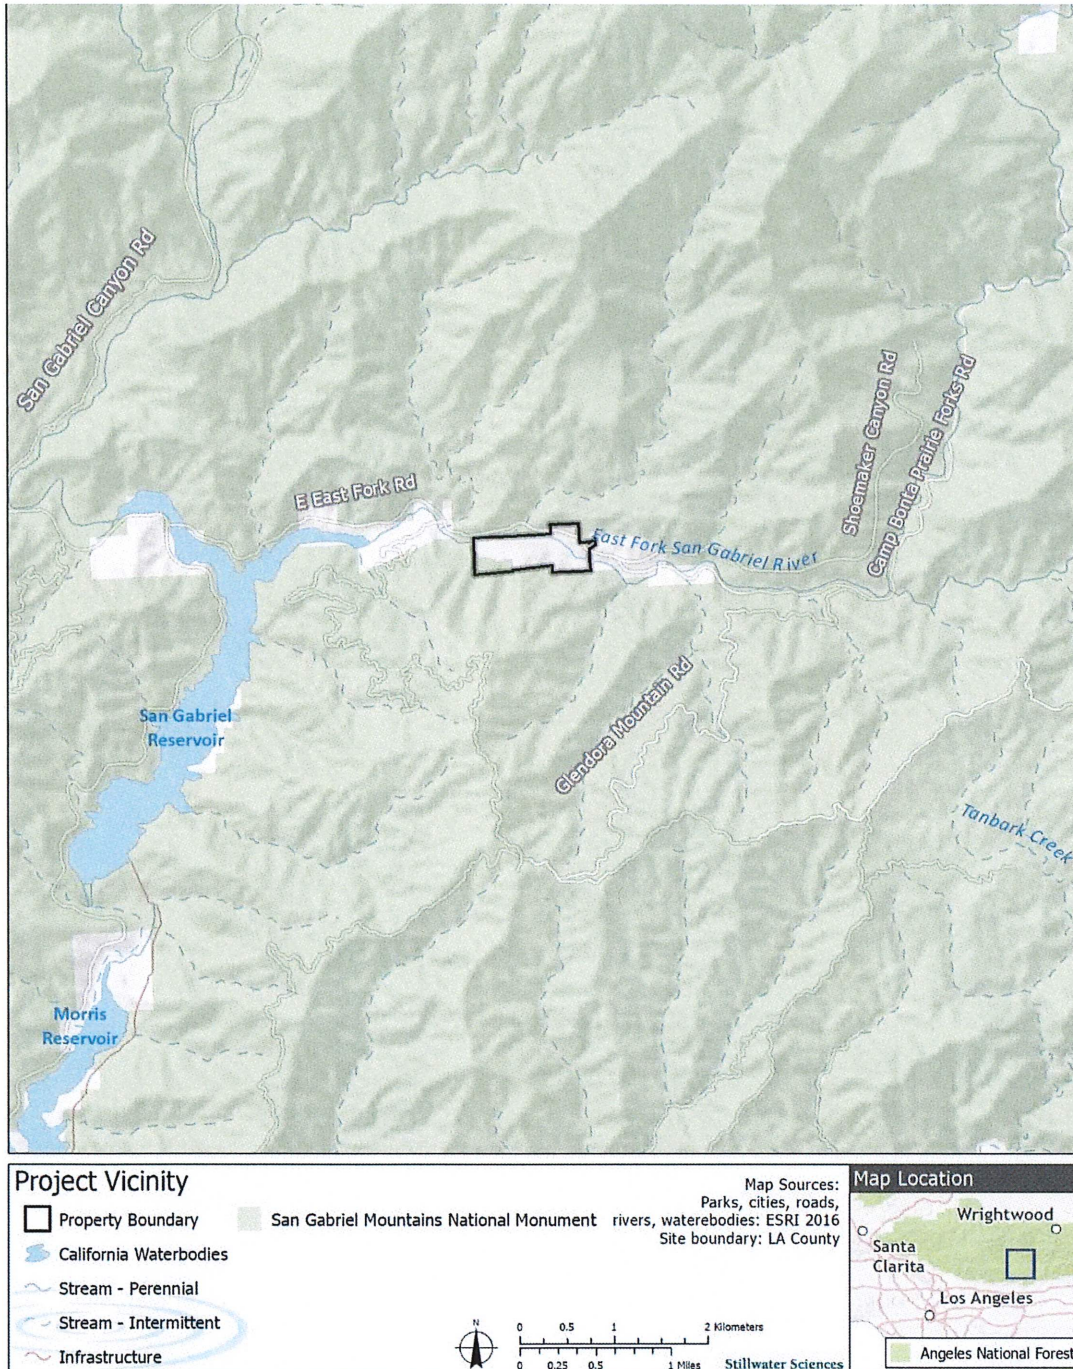 San Gabriel Canyon Rd
E East Fork Rd
Shoemaker Canyon Rd
Camp Bonta Prairie Forks Rd
East Fork San Gabriel River
Glendora Mountain Rd
San Gabriel
Reservoir
Tanbark Creek
Morris
Reservoir
Project Vicinity
Property Boundary
San Gabriel Mountains National Monument
California Waterbodies
Stream - Perennial
Stream - Intermittent
Infrastructure
Map Sources:
Parks, cities, roads,
rivers, waterebodies: ESRI 2016
Site boundary: LA County
N
0 0.5 1 2 Kilometers
0 0.25 0.5 1 Miles
Stillwater Sciences
Map Location
Wrightwood
Santa
Clarita
Los Angeles
Angeles National Forest